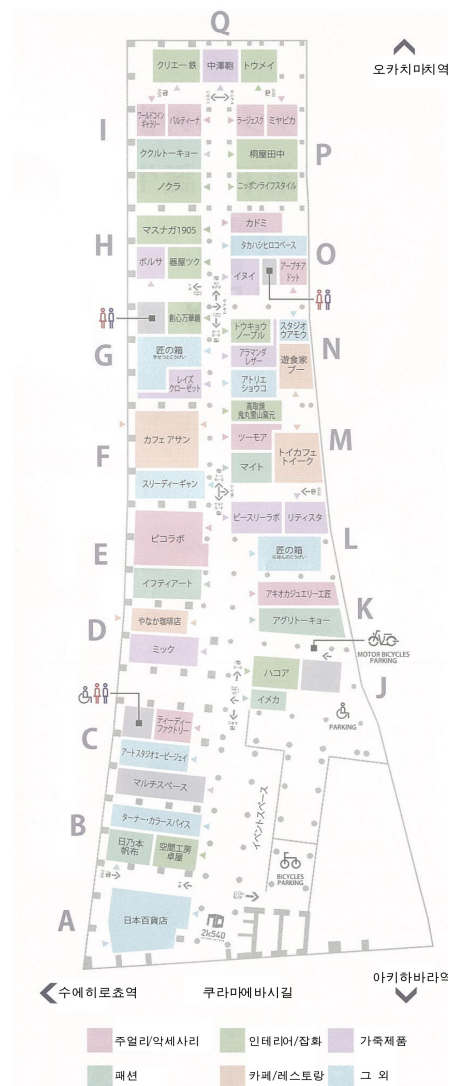 Q
オカチマチ역
クリエー鉄
中澤鞄
トウメイ
I
ワールドコイン
ギャラリー
バルティーナ
ラージェスク
ミヤビカ
ククルトーキョー
桐屋田中
P
ノクラ
ニッポンライフスタイル
マスナガ1905
カドミ
H
タカハシヒロコベース
O
ボルサ
器屋ツク
イヌイ
アープチア
ドット
創心万華鏡
トウキョウ
ノーブル
スタジオ
ウアモウ
G
匠の箱
アラマンダ
レザー
遊食家
プー
N
レイズ
クローゼット
アトリエ
ショウコ
高取焼
鬼丸雪山窯元
カフェ アサン
ツーモア
M
F
マイト
トイカフェ
トイーク
スリーディーギャン
ピースリーラボ
リティスタ
ピコラボ
L
E
匠の箱
イフティアート
アキオカジュエリー工匠
K
やなか珈琲店
アグリトーキョー
D
ミック
MOTOR BICYCLES
PARKING
ハコア
J
イメカ
PARKING
ティーディー
ファクトリー
C
アートスタジオエービージェイ
マルチスペース
イベントスペース
B
ターナー・カラースパイス
日乃本
帆布
空間工房
卓屋
BICYCLES
PARKING
A
日本百貨店
2k540
수에히로쵸역
쿠라마에바시길
아키하바라역
주얼리/악세사리
인테리어/잡화
가죽제품
패션
카페/레스토랑
그 외